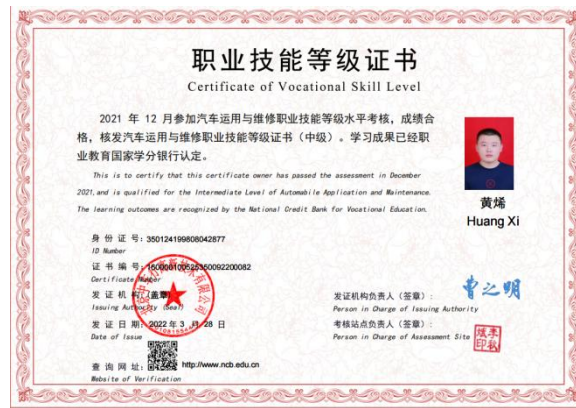 职业技能等级证书
Certificate of Vocational Skill Level
2021 年 12 月参加汽车运用与维修职业技能等级水平考核，成绩合
格，核发汽车运用与维修职业技能等级证书（中级）。学习成果已经职
业教育国家学分银行认定。
This is to certify that this certificate owner has passed the assessment in December
2021,and is qualified for the Intermediate Level of Automabile Application and Maintenance.
The learning outcomes are recognized by the National Credit Bank for Vocational Education.
黄烯
Huang Xi
身 份 证 号: 350124199808042877
ID Number
证 书 编 号:
Certificate Number
发 证 机 构:（盖章）
Issuing Authority (Seal)
发 证 日 期: 2022 年 3 月 28 日
Date of Issue
查 询 网 址: http://www.ncb.edu.cn
Website of Verification
发证机构负责人（签章）: 曹之明
Person in Charge of Issuing Authority
考核站点负责人（签章）:
Person in Charge of Assessment Site